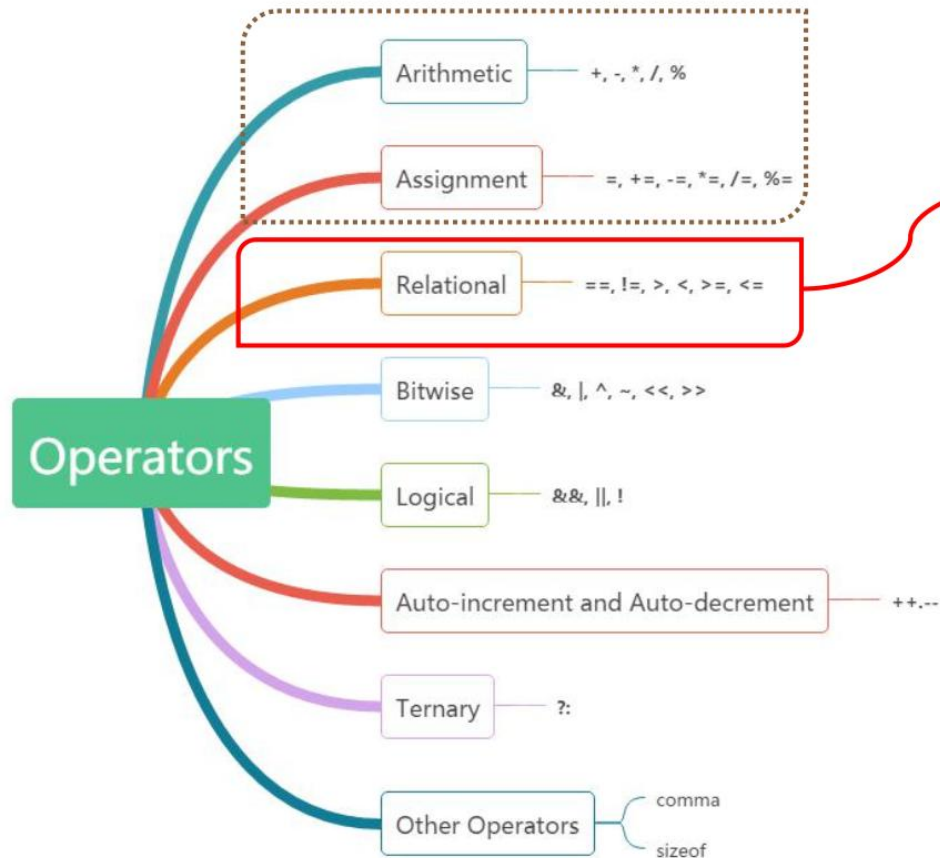 Arithmetic +, -, *, /, %
Assignment =, +=, -=, *=, /=, %=
Relational ==, !=, >, <, >=, <=
Bitwise &, |, ^, ~, <<, >>
Operators
Logical &&, ||, !
Auto-increment and Auto-decrement ++.--
Ternary ?:
Other Operators
comma
sizeof